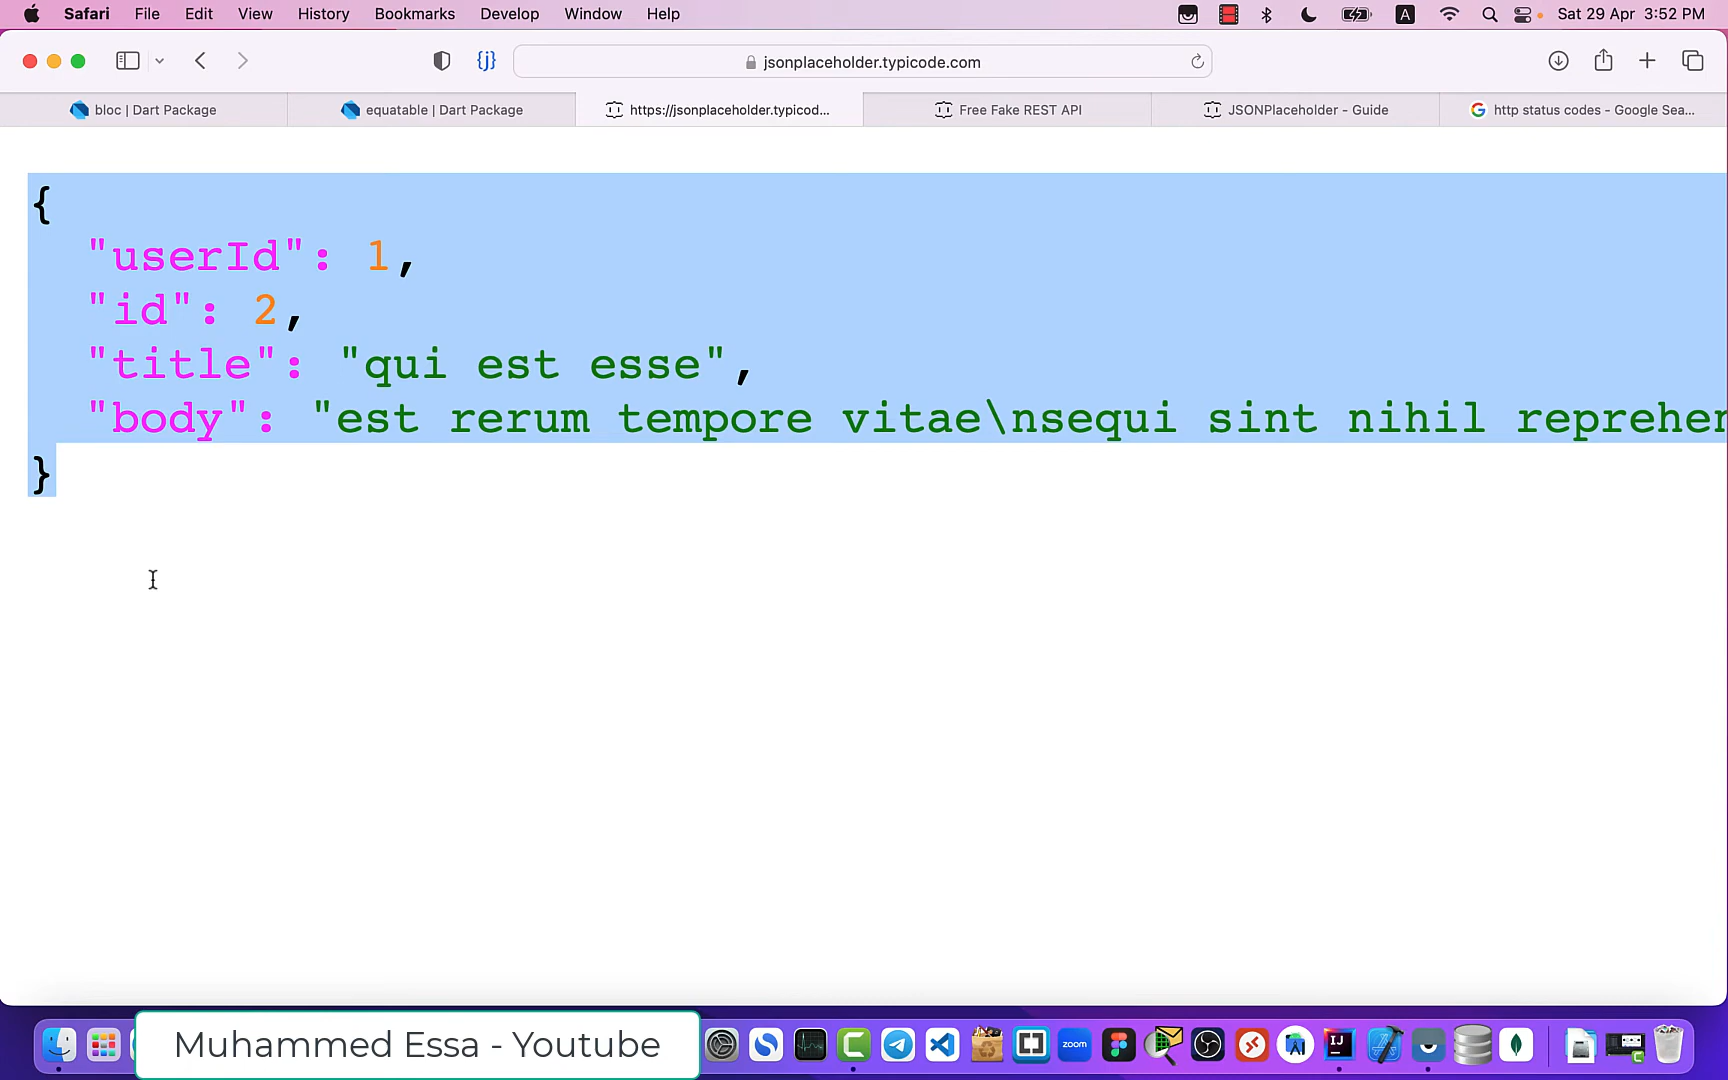 Safari File Edit View History Bookmarks Develop Window Help A Sat 29 Apr 3:52 PM
{j} jsonplaceholder.typicode.com
bloc | Dart Package equatable | Dart Package https://jsonplaceholder.typicod... Free Fake REST API JSONPlaceholder - Guide G http status codes - Google Sea...
{
"userId": 1,
"id": 2,
"title": "qui est esse",
"body": "est rerum tempore vitae\nsequi sint nihil reprehen
}
Muhammed Essa - Youtube
zoom
IJ